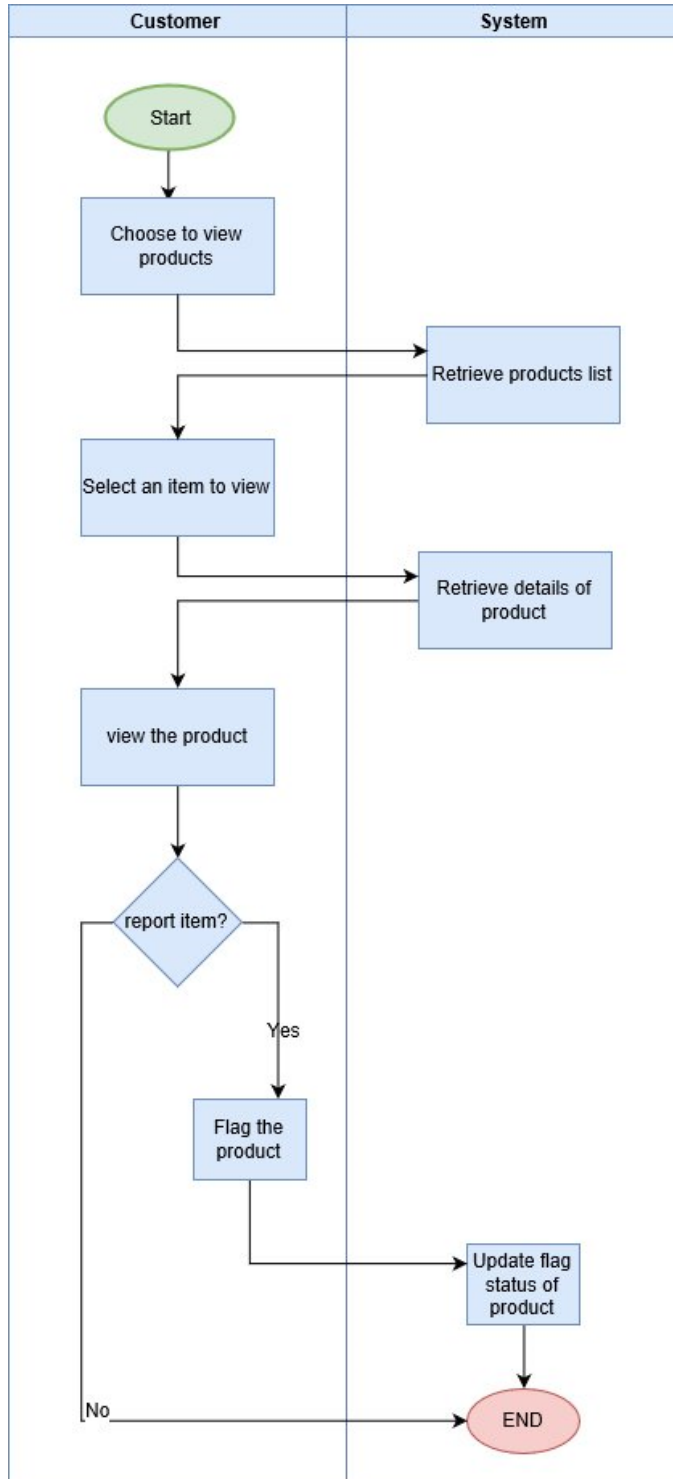 Customer
System
Start
Choose to view
products
Retrieve products list
Select an item to view
Retrieve details of
product
view the product
report item?
Yes
Flag the
product
Update flag
status of
product
No
END